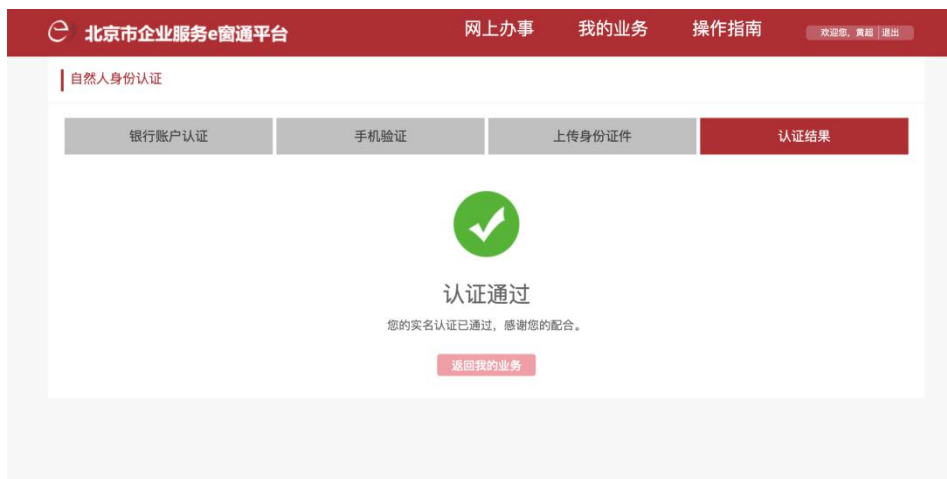 北京市企业服务e窗通平台 网上办事 我的业务 操作指南 欢迎您，黄超 | 退出
自然人身份认证
银行账户认证 手机验证 上传身份证件 认证结果
认证通过
您的实名认证已通过，感谢您的配合。
返回我的业务